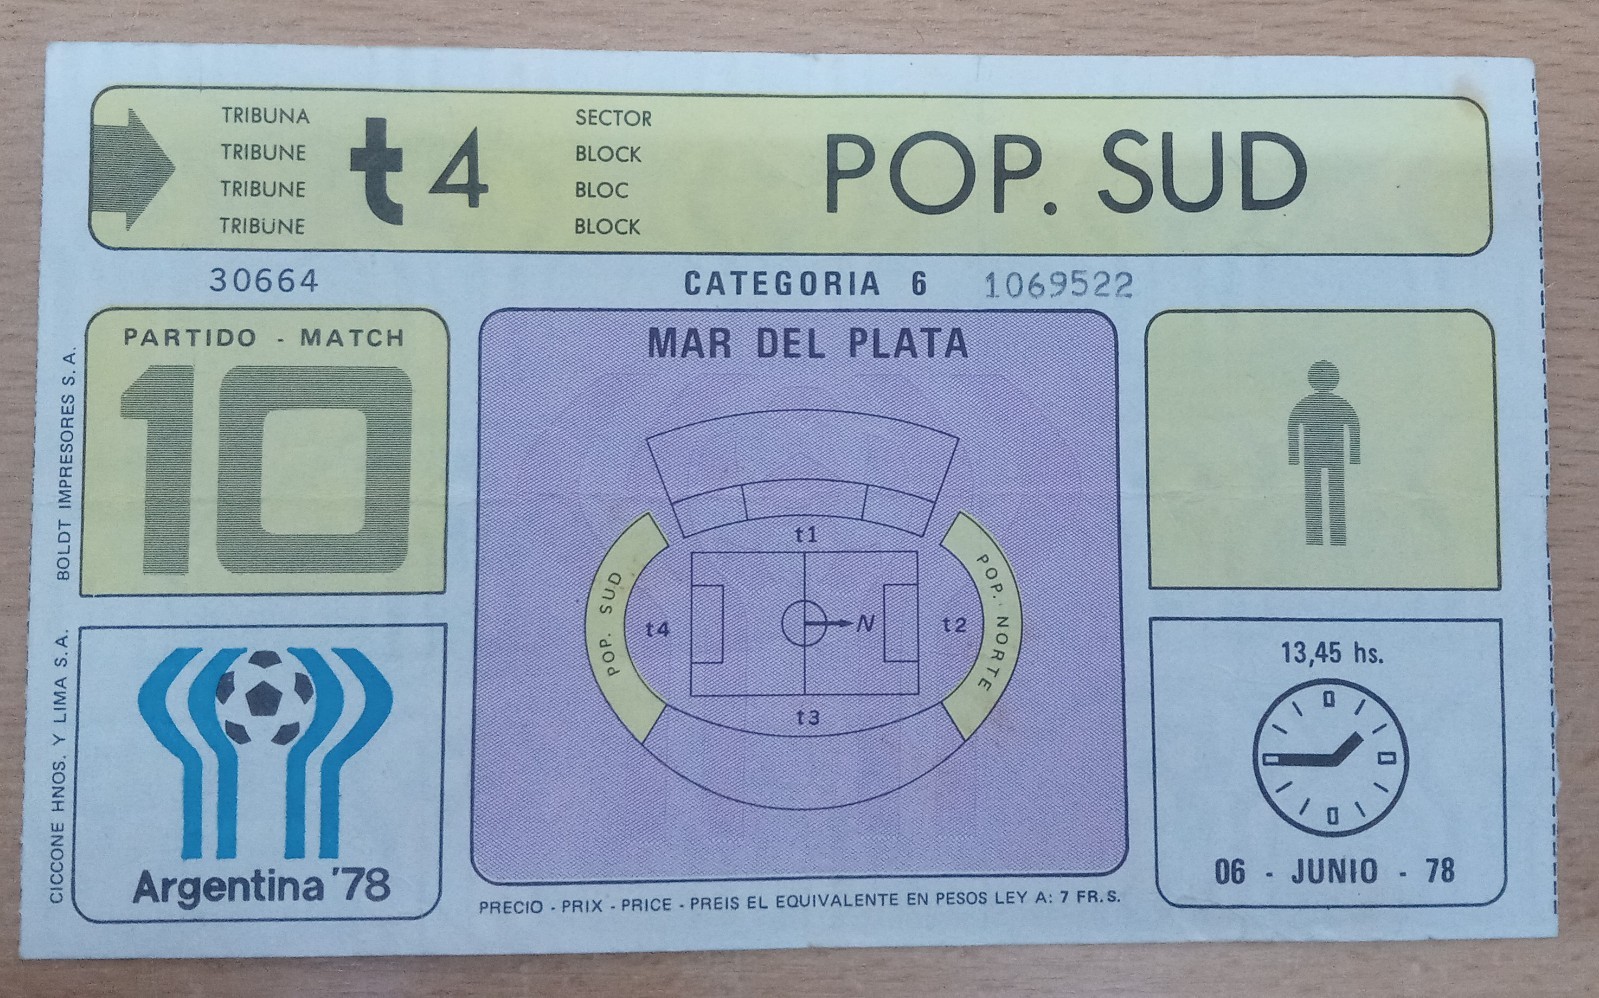 TRIBUNA
TRIBUNE
TRIBUNE
TRIBÜNE
t4
SECTOR
BLOCK
BLOC
BLOCK
POP. SUD
30664
CATEGORIA 6 1069522
PARTIDO - MATCH
10
MAR DEL PLATA
t1
POP. SUD
t4
N
t2
POP. NORTE
t3
13,45 hs.
06 - JUNIO - 78
Argentina '78
BOLDT IMPRESORES S.A.
CICCONE HNOS. Y LIMA S.A.
PRECIO - PRIX - PRICE - PREIS EL EQUIVALENTE EN PESOS LEY A: 7 FR.S.